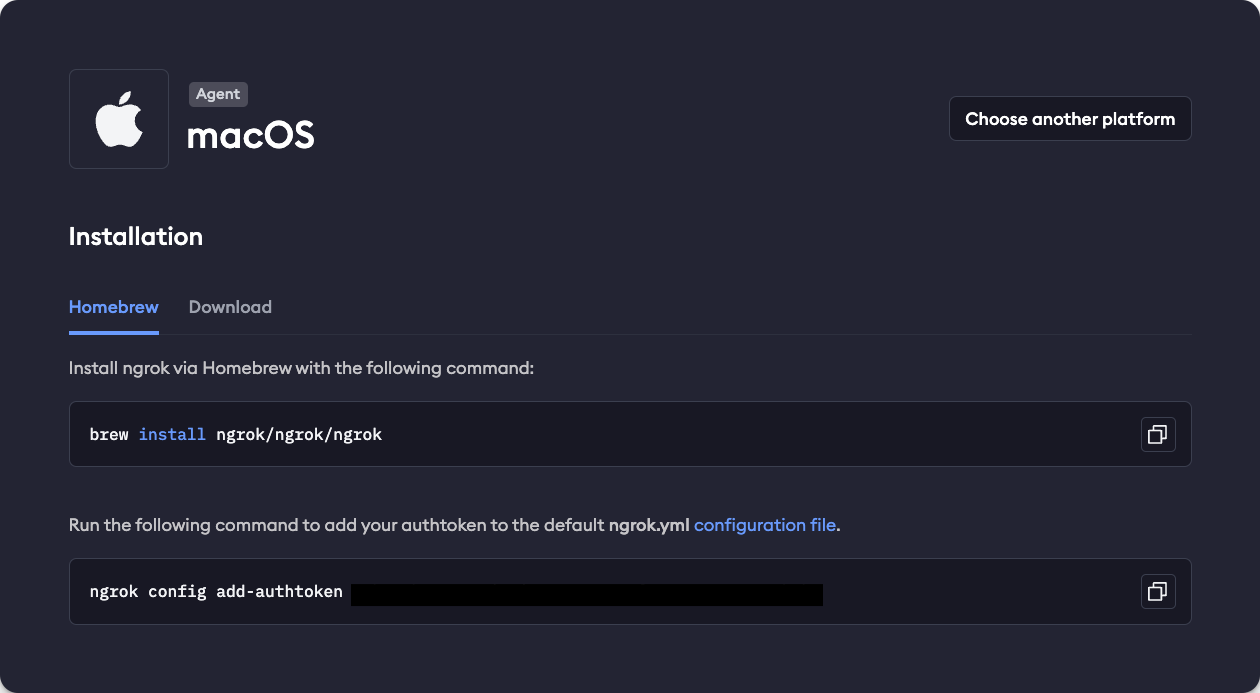 Agent
macOS
Choose another platform
Installation
Homebrew Download
Install ngrok via Homebrew with the following command:
brew install ngrok/ngrok/ngrok
Run the following command to add your authtoken to the default ngrok.yml configuration file.
ngrok config add-authtoken